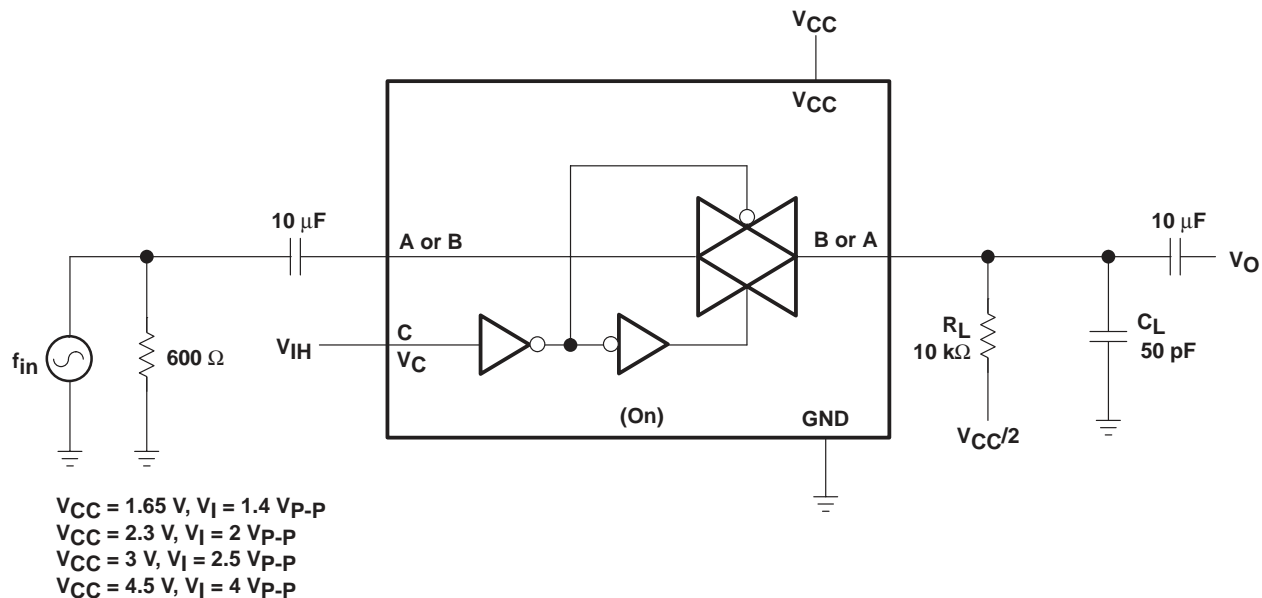 VCC
VCC
10 μF
A or B
B or A
10 μF
VO
fin
600 Ω
VIH
C
VC
RL
10 kΩ
CL
50 pF
(On)
GND
VCC/2
VCC = 1.65 V, VI = 1.4 VP-P
VCC = 2.3 V, VI = 2 VP-P
VCC = 3 V, VI = 2.5 VP-P
VCC = 4.5 V, VI = 4 VP-P